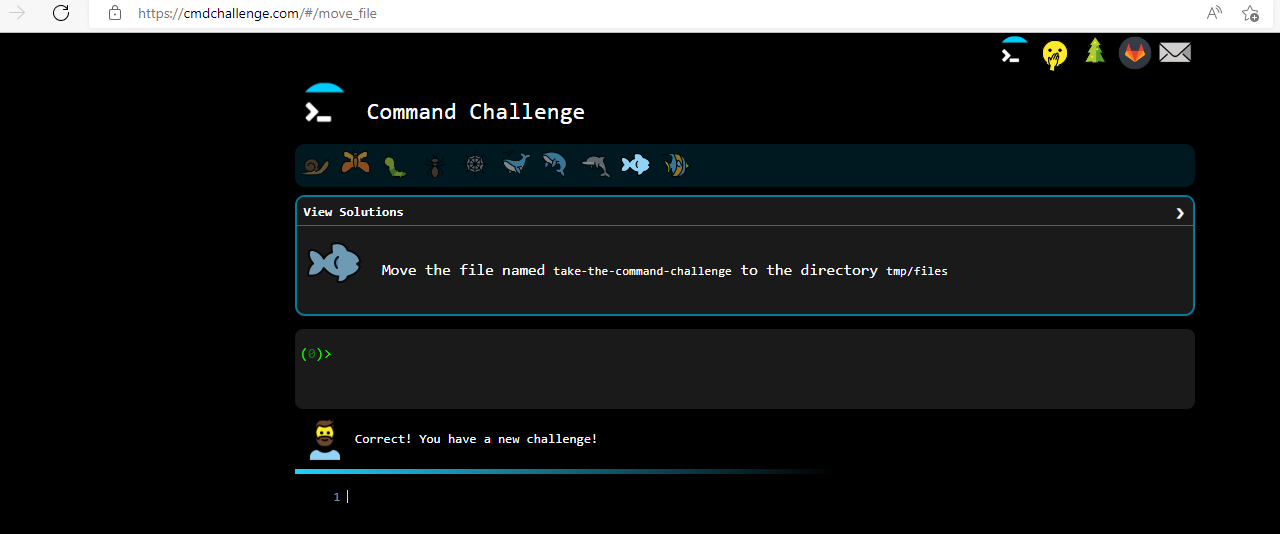 https://cmdchallenge.com/#/move_file
Command Challenge
View Solutions
Move the file named take-the-command-challenge to the directory tmp/files
(0)>
Correct! You have a new challenge!
1